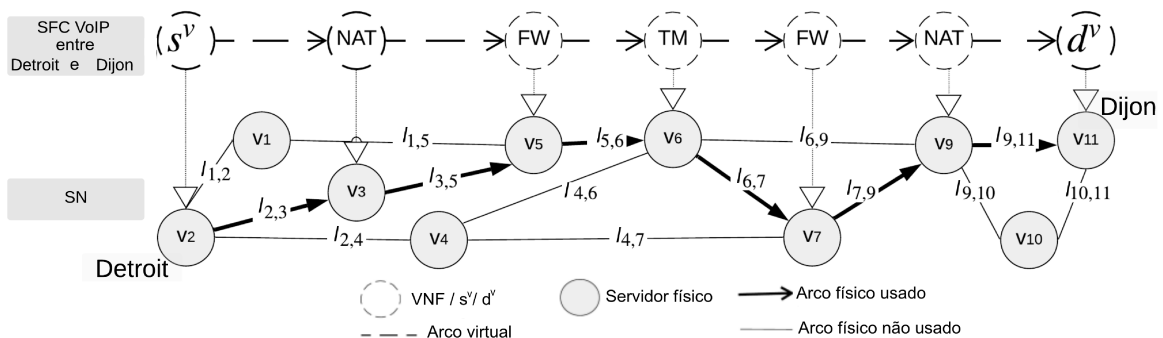 SFC VoIP
entre
Detroit e Dijon
s^v
NAT
FW
TM
FW
NAT
d^v
Dijon
SN
v1
l1,5
v5
l5,6
v6
l6,9
v9
l9,11
v11
l1,2
v3
l3,5
l4,6
l6,7
l7,9
l9,10
l10,11
v2
l2,3
l2,4
v4
l4,7
v7
v10
Detroit
VNF / s^v/ d^v
Servidor físico
Arco físico usado
Arco virtual
Arco físico não usado